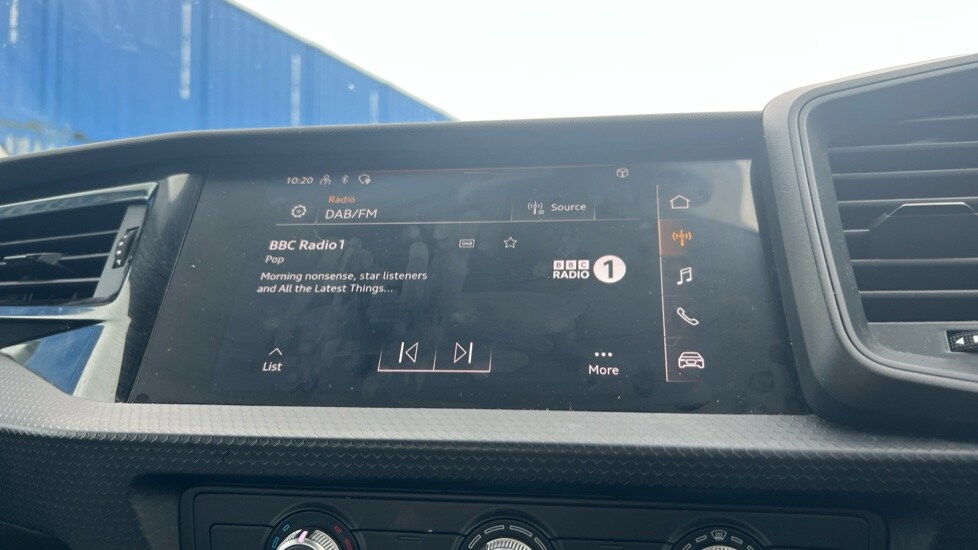 10:20
Radio
DAB/FM
Source
BBC Radio 1
DAB
Pop
Morning nonsense, star listeners
and All the Latest Things...
BBC
RADIO 1
List
More